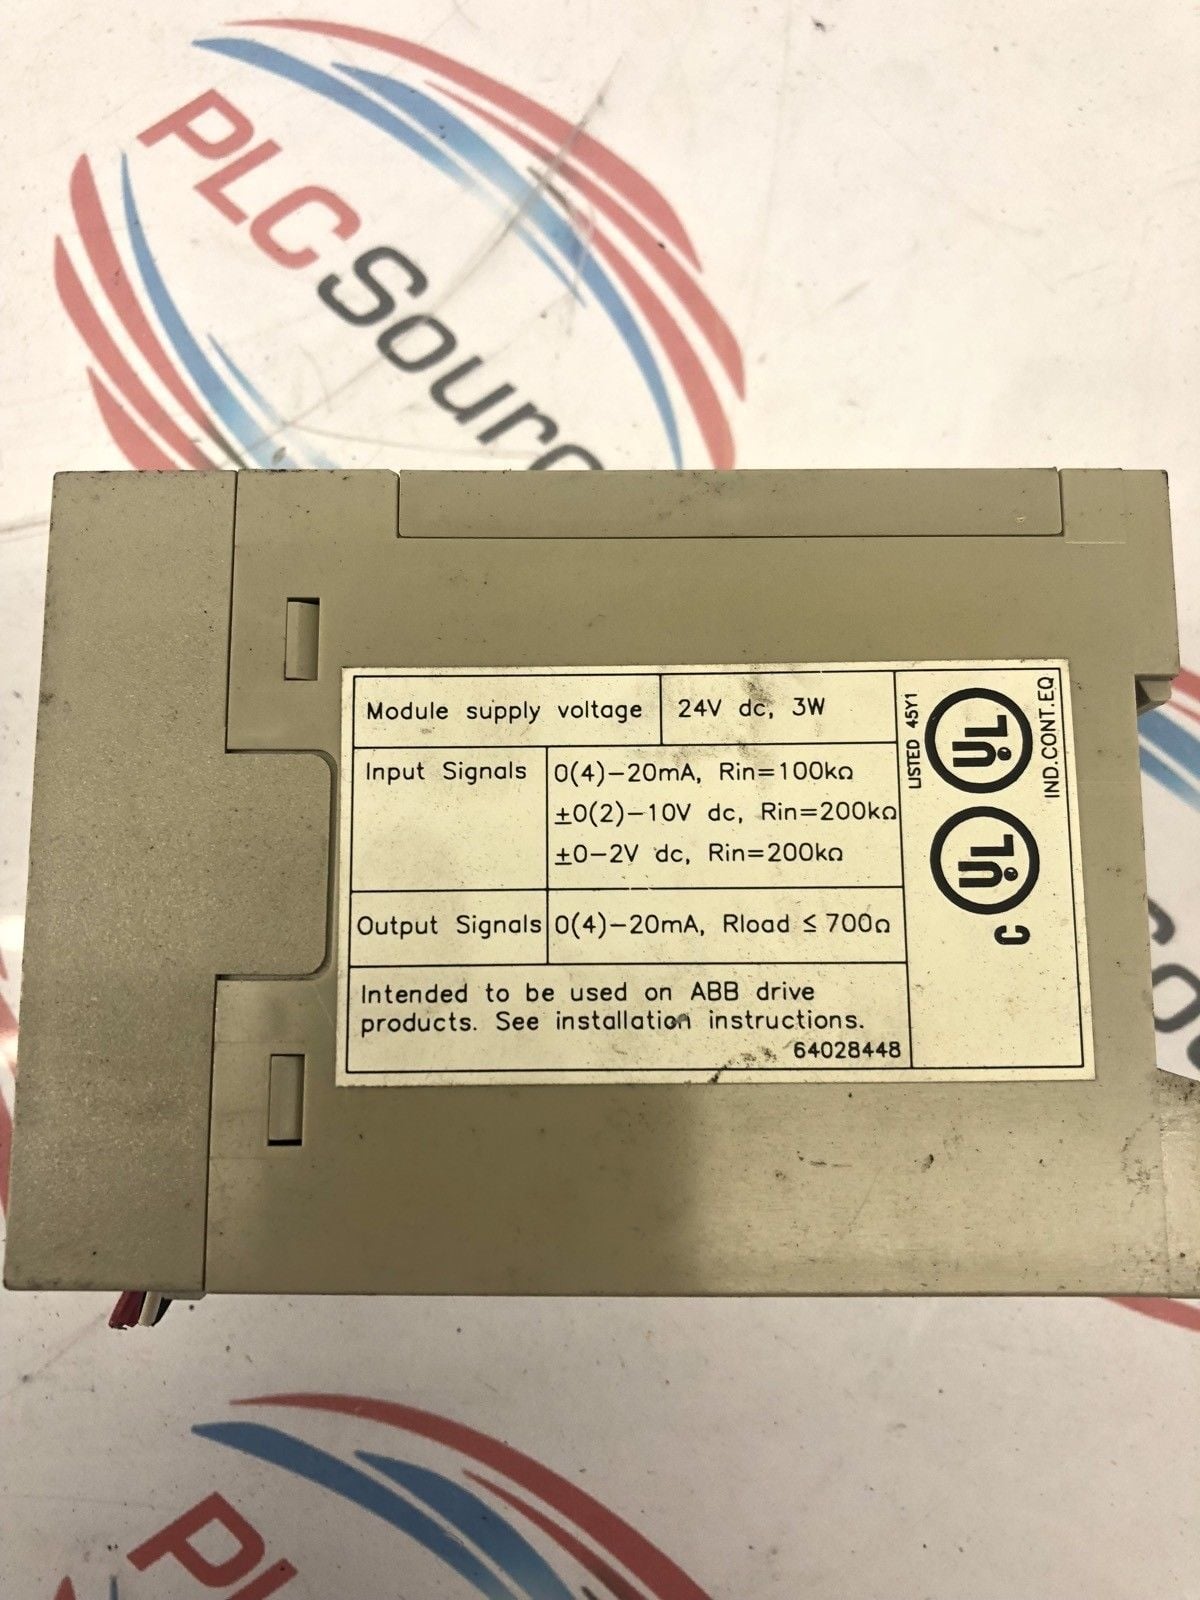 PLCSource
Module supply voltage 24V dc, 3W
Input Signals 0(4)-20mA, Rin=100kΩ
±0(2)-10V dc, Rin=200kΩ
±0-2V dc, Rin=200kΩ
Output Signals 0(4)-20mA, Rload ≤ 700Ω
Intended to be used on ABB drive
products. See installation instructions.
64028448
LISTED 45Y1
UL
IND.CONT.EQ
C UL
PLC